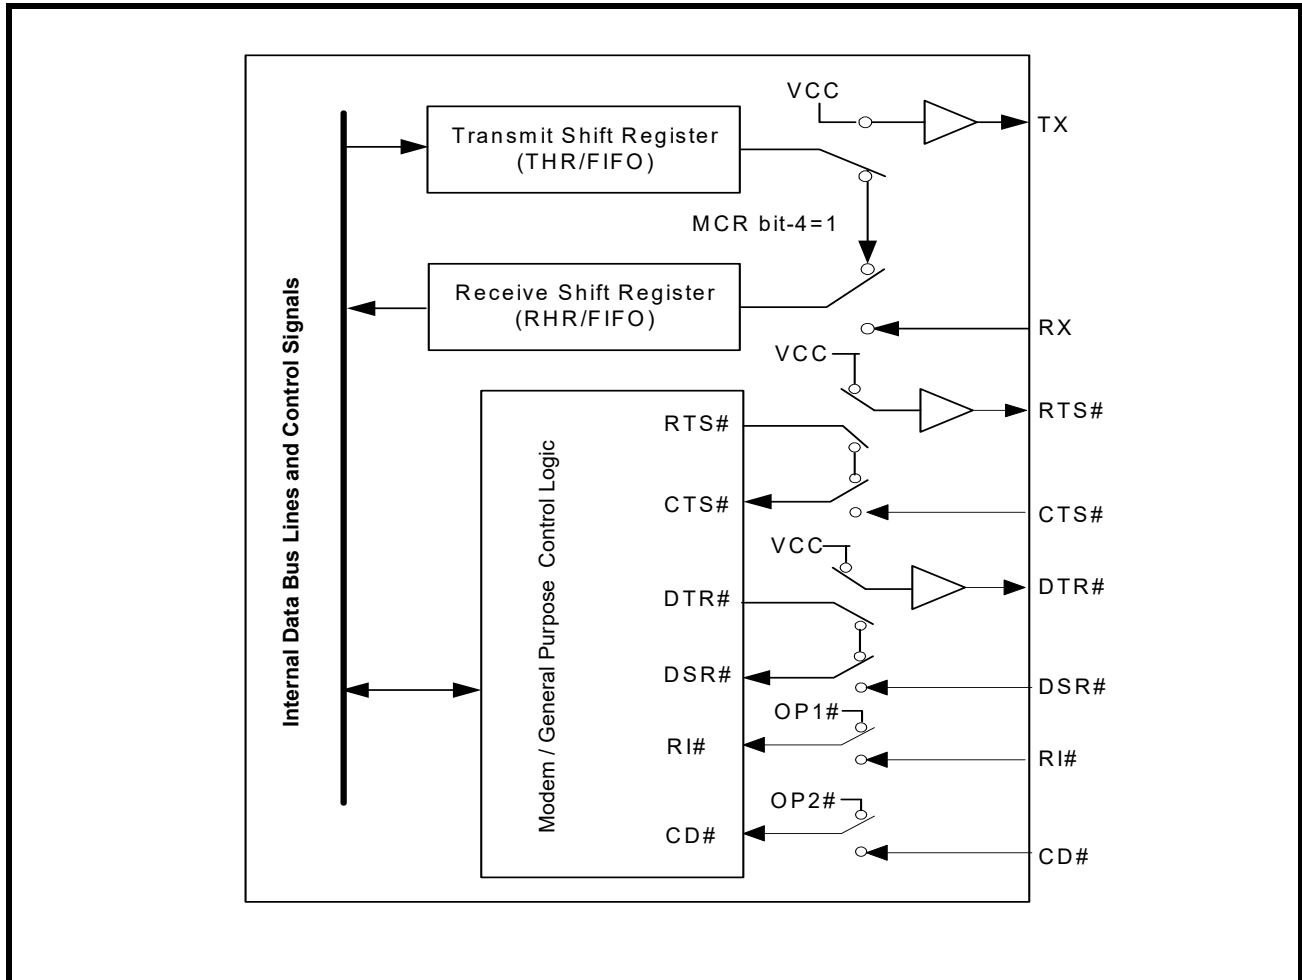 VCC
TX
Transmit Shift Register
(THR/FIFO)
MCR bit-4=1
Receive Shift Register
(RHR/FIFO)
RX
VCC
RTS#
RTS#
CTS#
CTS#
VCC
DTR#
DTR#
DSR#
DSR#
OP1#
RI#
RI#
OP2#
CD#
CD#
Internal Data Bus Lines and Control Signals
Modem / General Purpose Control Logic